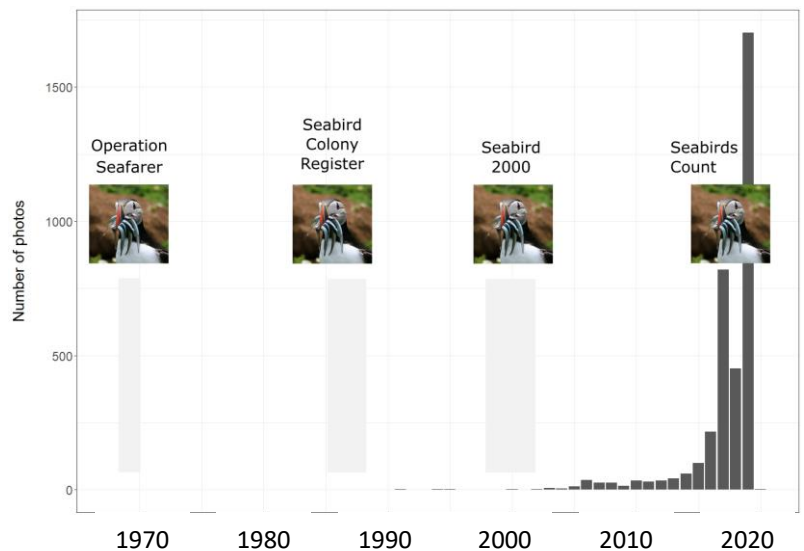 1500
Operation
Seafarer
Seabird
Colony
Register
Seabird
2000
Seabirds
Count
1000
Number of photos
500
0
1970
1980
1990
2000
2010
2020